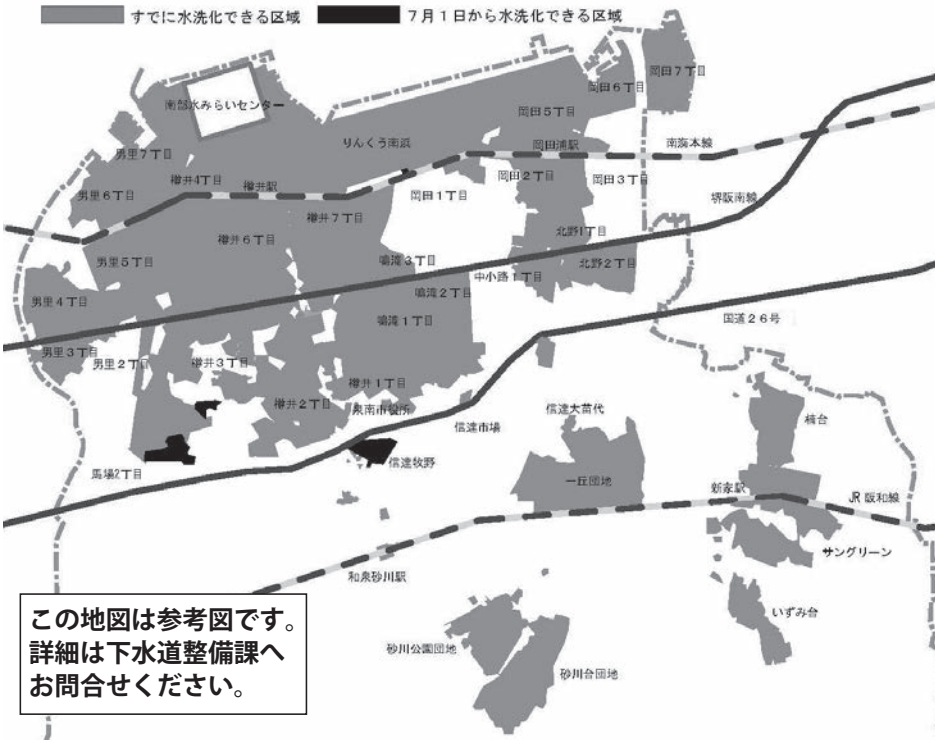 すでに水洗化できる区域
7月1日から水洗化できる区域
岡田7丁目
岡田6丁目
南部水みらいセンター
岡田5丁目
りんくう南浜
岡田浦駅
南海本線
男里7丁目
樽井4丁目
樽井駅
岡田2丁目
岡田3丁目
男里6丁目
岡田1丁目
堺阪南線
樽井7丁目
樽井6丁目
北野1丁目
男里5丁目
鳴滝3丁目
中小路1丁目
北野2丁目
男里4丁目
鳴滝2丁目
鳴滝1丁目
国道26号
男里3丁目
男里2丁目
樽井3丁目
樽井1丁目
樽井2丁目
泉南市役所
信達大苗代
楠台
信達市場
馬場2丁目
信達牧野
一丘団地
新家駅
JR阪和線
サングリーン
和泉砂川駅
いずみ台
砂川公園団地
砂川台団地
この地図は参考図です。
詳細は下水道整備課へ
お問合せください。